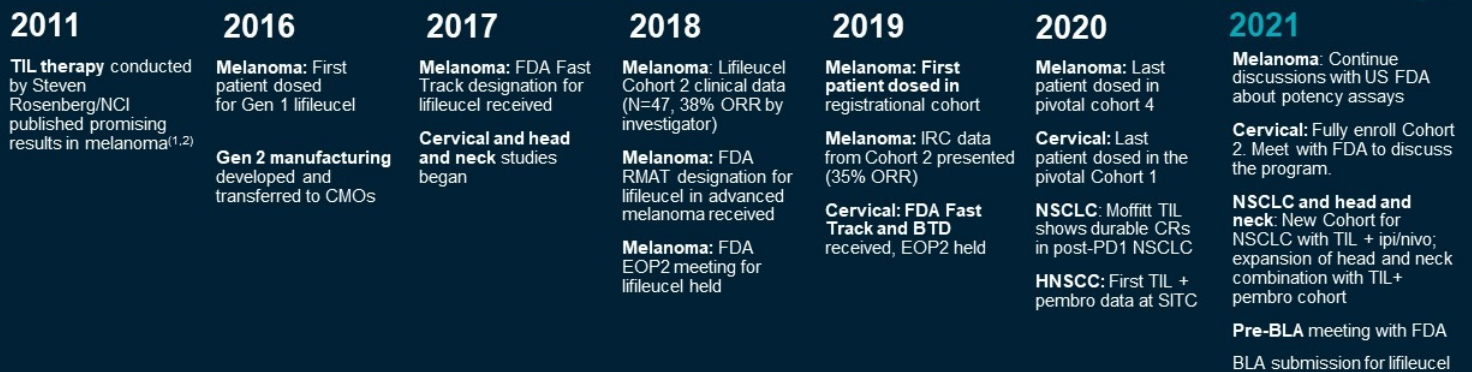 2011
TIL therapy conducted
by Steven
Rosenberg/NCI
published promising
results in melanoma(1,2)
2016
Melanoma: First
patient dosed
for Gen 1 lifileucel
Gen 2 manufacturing
developed and
transferred to CMOs
2017
Melanoma: FDA Fast
Track designation for
lifileucel received
Cervical and head
and neck studies
began
2018
Melanoma: Lifileucel
Cohort 2 clinical data
(N=47, 38% ORR by
investigator)
Melanoma: FDA
RMAT designation for
lifileucel in advanced
melanoma received
Melanoma: FDA
EOP2 meeting for
lifileucel held
2019
Melanoma: First
patient dosed in
registrational cohort
Melanoma: IRC data
from Cohort 2 presented
(35% ORR)
Cervical: FDA Fast
Track and BTD
received, EOP2 held
2020
Melanoma: Last
patient dosed in
pivotal cohort 4
Cervical: Last
patient dosed in the
pivotal Cohort 1
NSCLC: Moffitt TIL
shows durable CRs
in post-PD1 NSCLC
HNSCC: First TIL +
pembro data at SITC
2021
Melanoma: Continue
discussions with US FDA
about potency assays
Cervical: Fully enroll Cohort
2. Meet with FDA to discuss
the program.
NSCLC and head and
neck: New Cohort for
NSCLC with TIL + ipi/nivo;
expansion of head and neck
combination with TIL+
pembro cohort
Pre-BLA meeting with FDA
BLA submission for lifileucel